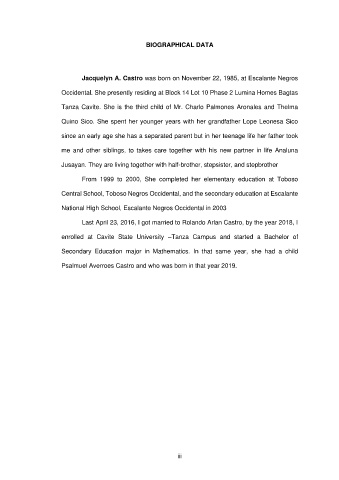 BIOGRAPHICAL DATA
Jacquelyn A. Castro was born on November 22, 1985, at Escalante Negros
Occidental. She presently residing at Block 14 Lot 10 Phase 2 Lumina Homes Bagtas
Tanza Cavite. She is the third child of Mr. Charlo Palmones Aronales and Thelma
Quino Sico. She spent her younger years with her grandfather Lope Leonesa Sico
since an early age she has a separated parent but in her teenage life her father took
me and other siblings, to takes care together with his new partner in life Analuna
Jusayan. They are living together with half-brother, stepsister, and stepbrother
From 1999 to 2000, She completed her elementary education at Toboso
Central School, Toboso Negros Occidental, and the secondary education at Escalante
National High School, Escalante Negros Occidental in 2003
Last April 23, 2016, I got married to Rolando Arlan Castro, by the year 2018, I
enrolled at Cavite State University –Tanza Campus and started a Bachelor of
Secondary Education major in Mathematics. In that same year, she had a child
Psalmuel Averroes Castro and who was born in that year 2019.
iii